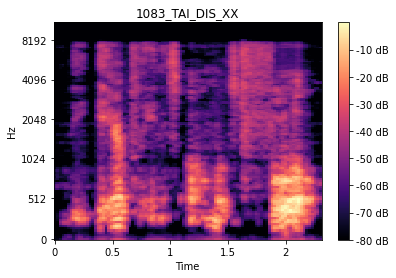 1083_TAI_DIS_XX
8192
4096
2048
1024
512
0
Hz
0
0.5
1
1.5
2
Time
-10 dB
-20 dB
-30 dB
-40 dB
-50 dB
-60 dB
-70 dB
-80 dB